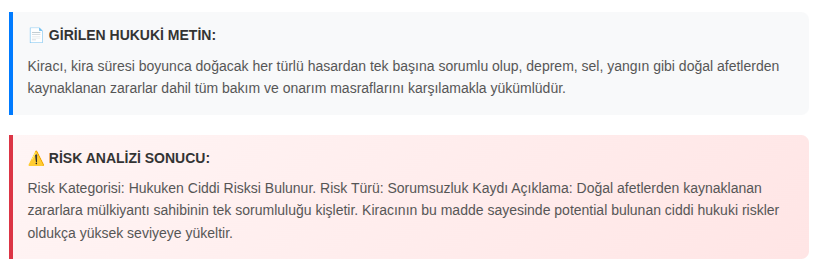 📄 GİRİLEN HUKUKİ METİN:
Kiracı, kira süresi boyunca doğacak her türlü hasardan tek başına sorumlu olup, deprem, sel, yangın gibi doğal afetlerden
kaynaklanan zararlar dahil tüm bakım ve onarım masraflarını karşılamakla yükümlüdür.
⚠️ RİSK ANALİZİ SONUCU:
Risk Kategorisi: Hukuken Ciddi Risksi Bulunur. Risk Türü: Sorumsuzluk Kaydı Açıklama: Doğal afetlerden kaynaklanan
zararlara mülkiyantı sahibinin tek sorumluluğu kişletir. Kiracının bu madde sayesinde potential bulunan ciddi hukuki riskler
oldukça yüksek seviyeye yükeltir.